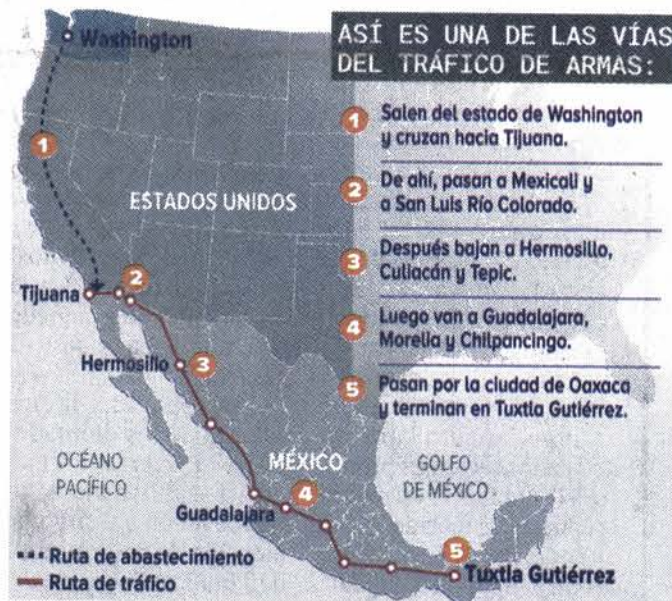 Washington
ASÍ ES UNA DE LAS VÍAS
DEL TRÁFICO DE ARMAS:
1
Salen del estado de Washington
y cruzan hacia Tijuana.
2
De ahí, pasan a Mexicali y
a San Luis Río Colorado.
3
Después bajan a Hermosillo,
Culiacán y Tepic.
4
Luego van a Guadalajara,
Morelia y Chilpancingo.
5
Pasan por la ciudad de Oaxaca
y terminan en Tuxtla Gutiérrez.
1
ESTADOS UNIDOS
Tijuana
2
Hermosillo
3
OCÉANO
PACÍFICO
MÉXICO
GOLFO
DE MÉXICO
Guadalajara
4
5
Tuxtla Gutiérrez
Ruta de abastecimiento
Ruta de tráfico